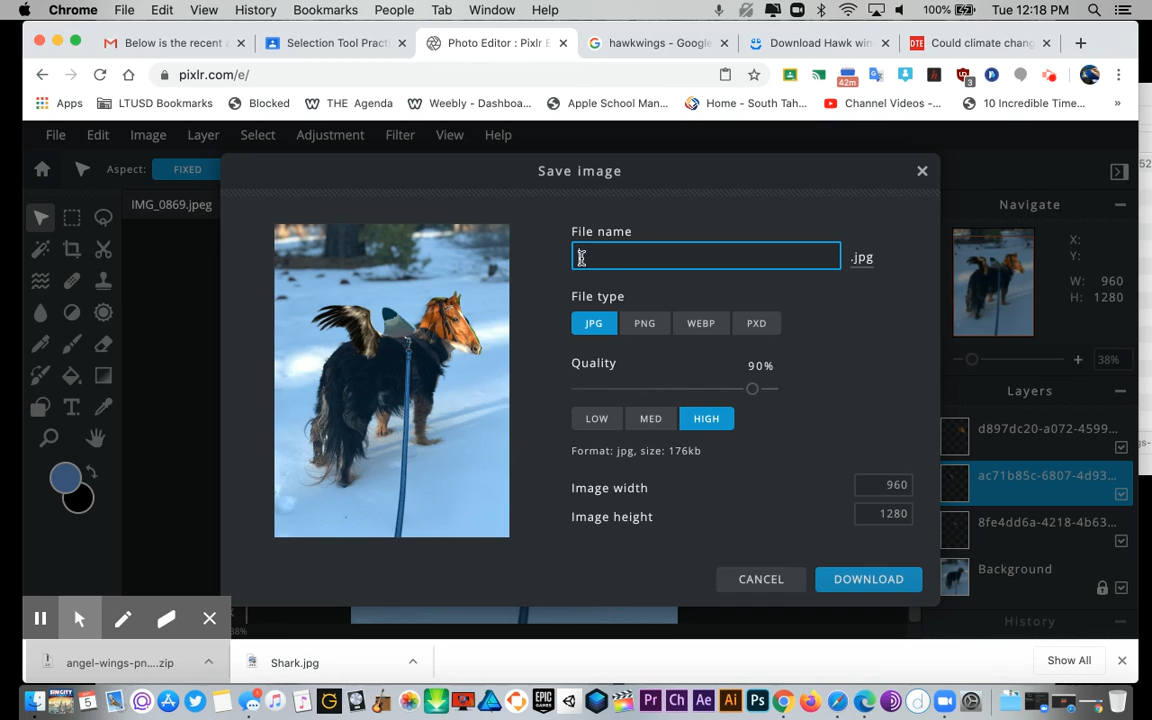 Chrome File Edit View History Bookmarks People Tab Window Help 100% Tue 12:18 PM
Below is the recent a Selection Tool Practi Photo Editor : Pixlr E hawkwings - Google Download Hawk win Could climate chang
pixlr.com/e/ 42m 3
Apps LTUSD Bookmarks Blocked THE Agenda Weebly - Dashboa... Apple School Man... Home - South Tah... Channel Videos -... 10 Incredible Time... »
File Edit Image Layer Select Adjustment Filter View Help
Aspect: FIXED Save image
IMG_0869.jpeg Navigate
File name X:
.jpg Y:
File type W: 960
JPG PNG WEBP PXD H: 1280
Quality 90% 38%
Layers
LOW MED HIGH d897dc20-a072-4599...
Format: jpg, size: 176kb
Image width 960 ac71b85c-6807-4d93...
Image height 1280 8fe4dd6a-4218-4b63...
CANCEL DOWNLOAD Background
38% History
angel-wings-pn....zip Shark.jpg Show All